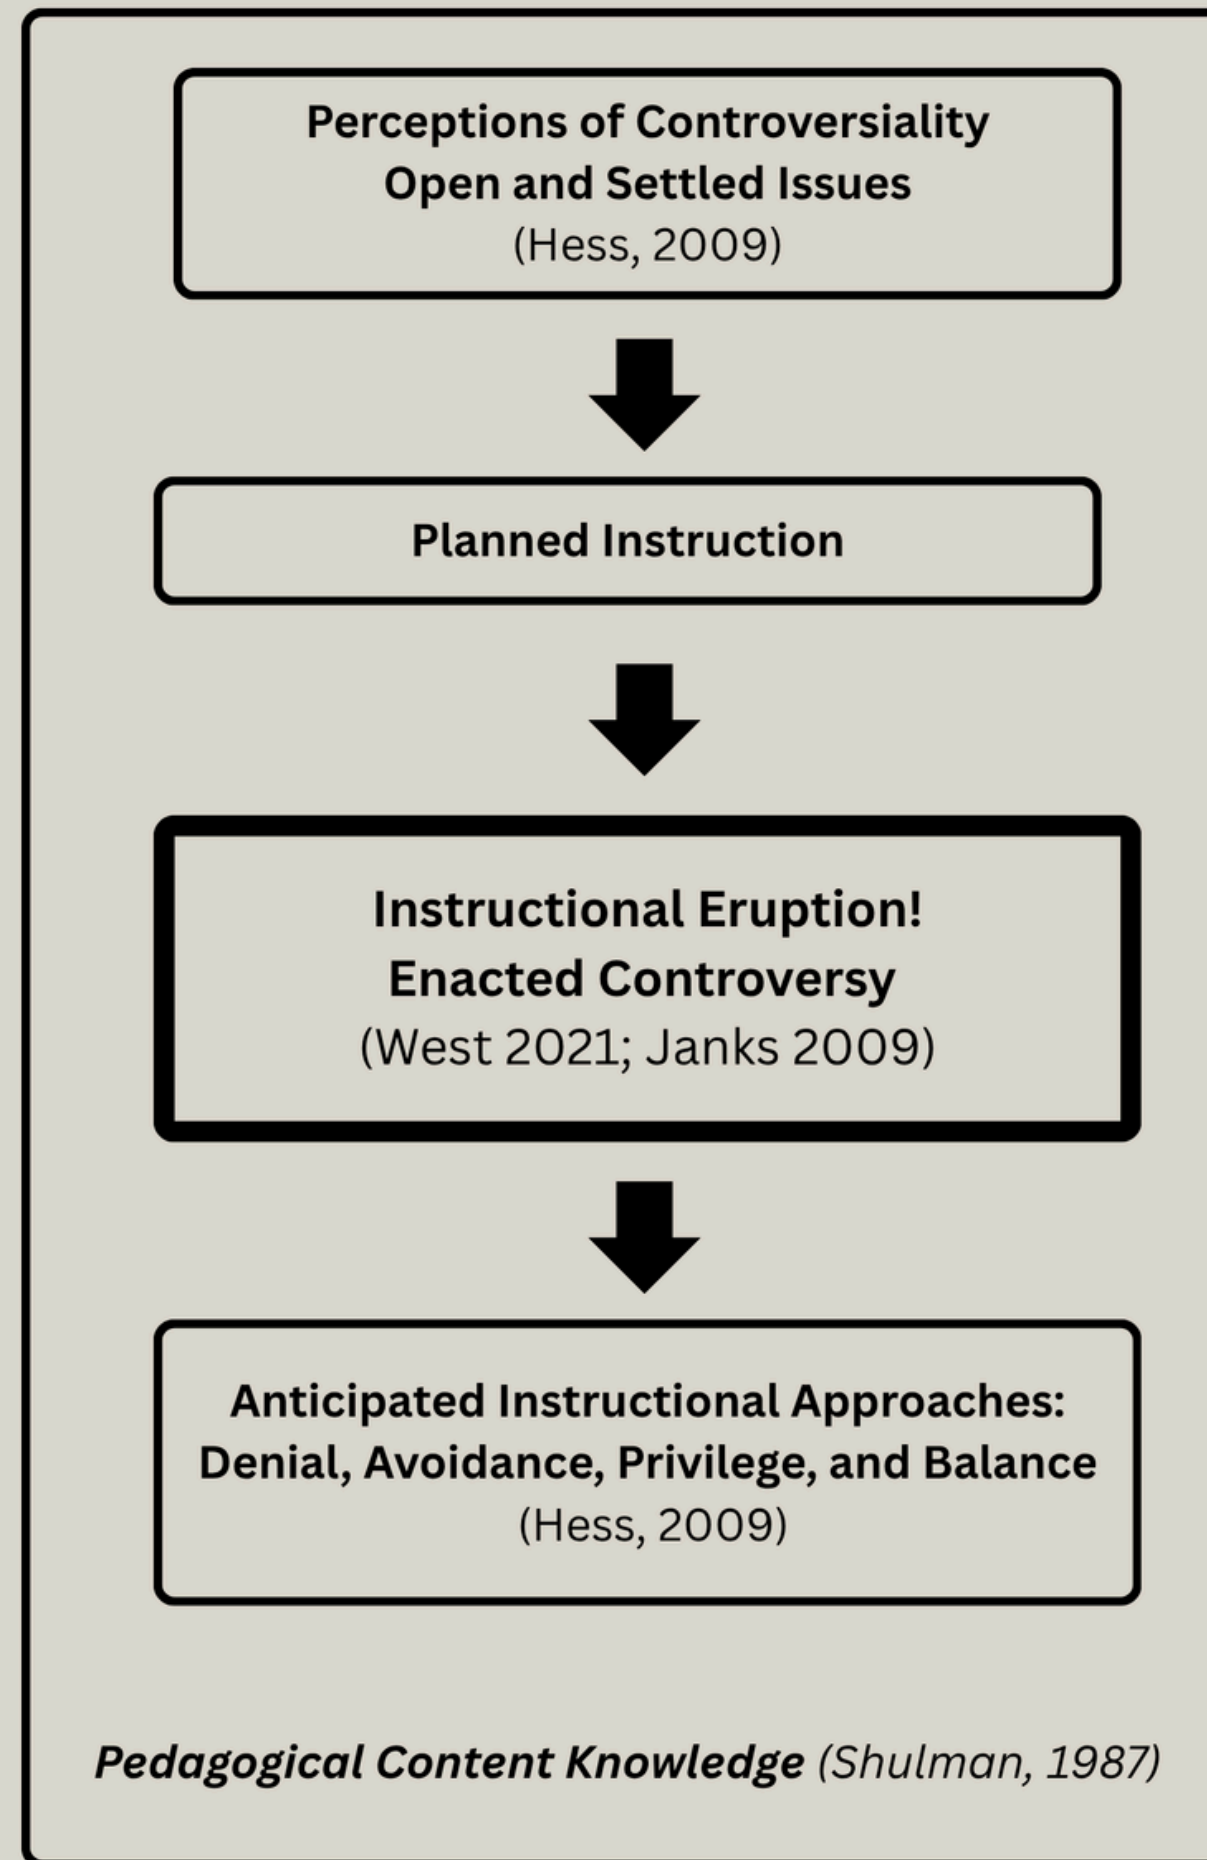 Perceptions of Controversiality
Open and Settled Issues
(Hess, 2009)
Planned Instruction
Instructional Eruption!
Enacted Controversy
(West 2021; Janks 2009)
Anticipated Instructional Approaches:
Denial, Avoidance, Privilege, and Balance
(Hess, 2009)
Pedagogical Content Knowledge (Shulman, 1987)